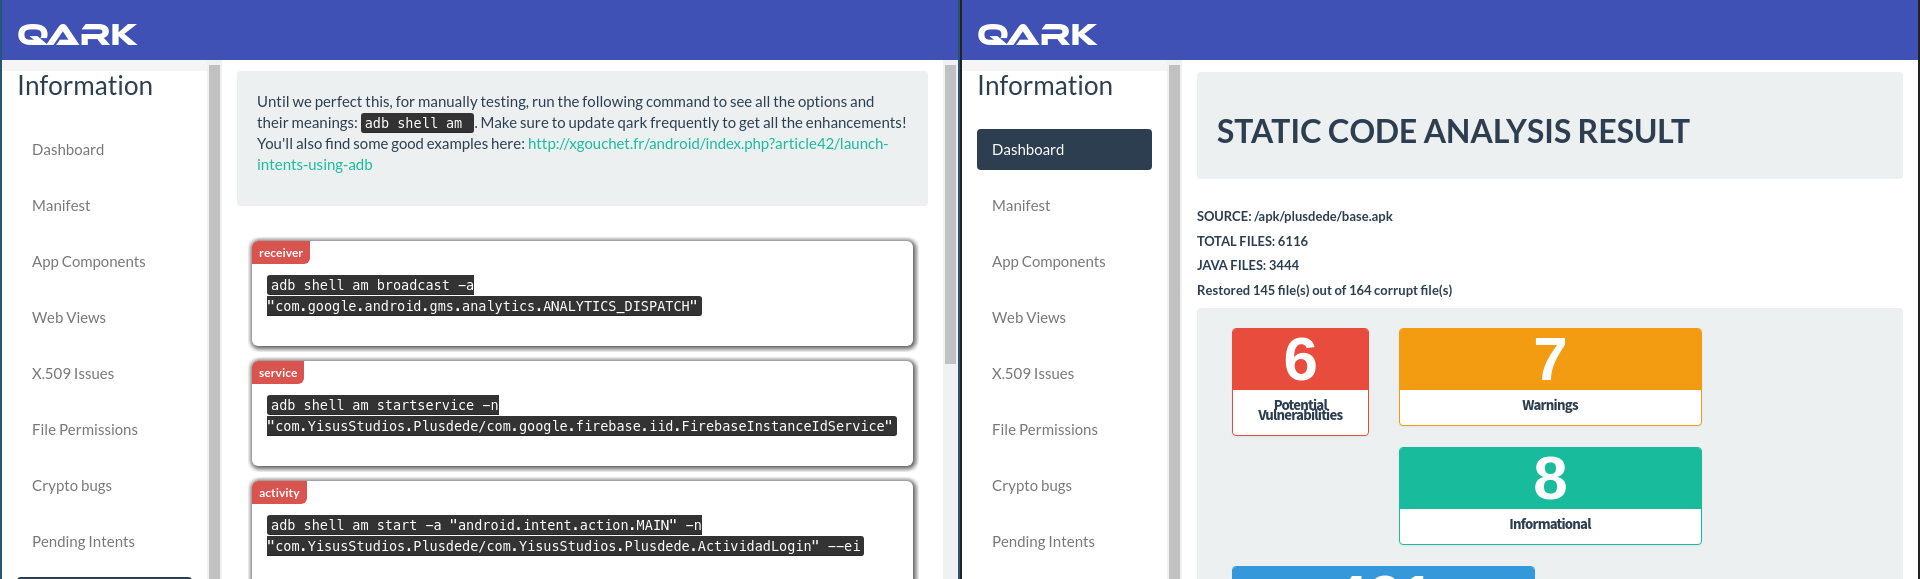 QARK
Information
Dashboard
Manifest
App Components
Web Views
X.509 Issues
File Permissions
Crypto bugs
Pending Intents
Until we perfect this, for manually testing, run the following command to see all the options and
their meanings: adb shell am . Make sure to update qark frequently to get all the enhancements!
You'll also find some good examples here: http://xgouchet.fr/android/index.php?article42/launch-
intents-using-adb
receiver
adb shell am broadcast -a
"com.google.android.gms.analytics.ANALYTICS_DISPATCH"
service
adb shell am startservice -n
"com.YisusStudios.Plusdede/com.google.firebase.iid.FirebaseInstanceIdService"
activity
adb shell am start -a "android.intent.action.MAIN" -n
"com.YisusStudios.Plusdede/com.YisusStudios.Plusdede.ActividadLogin" --ei
QARK
Information
Dashboard
Manifest
App Components
Web Views
X.509 Issues
File Permissions
Crypto bugs
Pending Intents
STATIC CODE ANALYSIS RESULT
SOURCE: /apk/plusdede/base.apk
TOTAL FILES: 6116
JAVA FILES: 3444
Restored 145 file(s) out of 164 corrupt file(s)
6
Potential
Vulnerabilities
7
Warnings
8
Informational